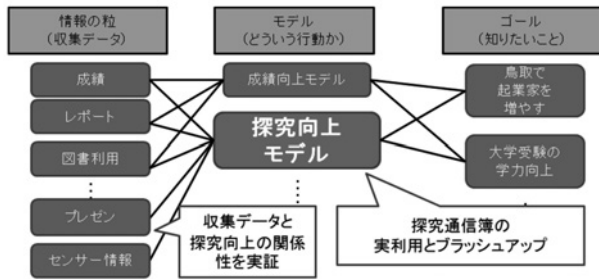 情報の粒
（収集データ）
モデル
（どういう行動か）
ゴール
（知りたいこと）
成績
レポート
図書利用
⋮
プレゼン
センサー情報
成績向上モデル
探究向上
モデル
⋮
鳥取で
起業家を
増やす
大学受験の
学力向上
⋮
収集データと
探究向上の関係
性を実証
探究通信簿の
実利用とブラッシュアップ